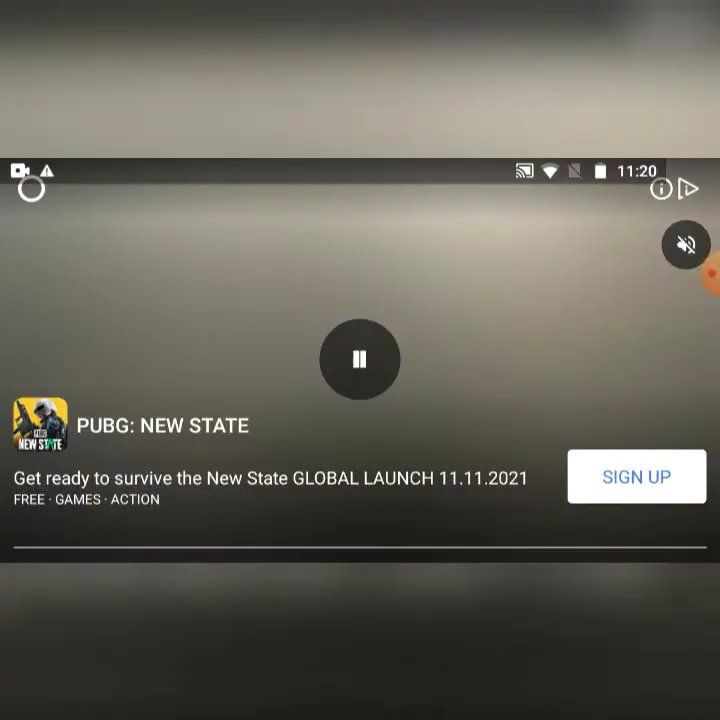 11:20
PUBG
NEW STATE
PUBG: NEW STATE
Get ready to survive the New State GLOBAL LAUNCH 11.11.2021
SIGN UP
FREE · GAMES · ACTION